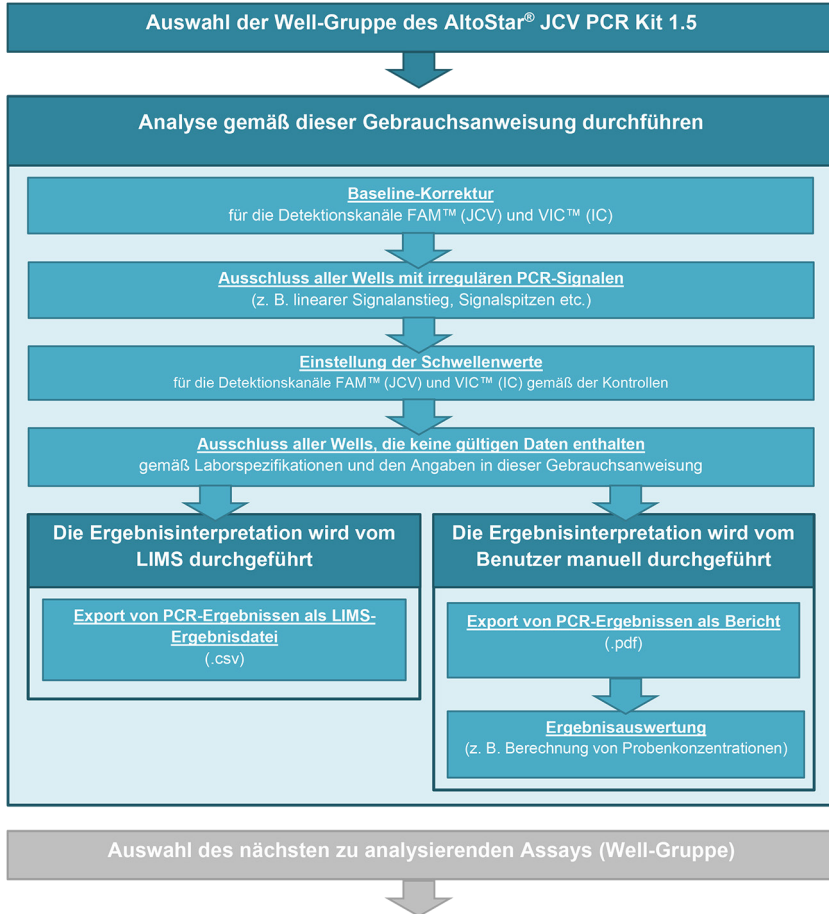 Auswahl der Well-Gruppe des AltoStar® JCV PCR Kit 1.5
Analyse gemäß dieser Gebrauchsanweisung durchführen
Baseline-Korrektur
für die Detektionskanäle FAM™ (JCV) und VIC™ (IC)
Ausschluss aller Wells mit irregulären PCR-Signalen
(z. B. linearer Signalanstieg, Signalspitzen etc.)
Einstellung der Schwellenwerte
für die Detektionskanäle FAM™ (JCV) und VIC™ (IC) gemäß der Kontrollen
Ausschluss aller Wells, die keine gültigen Daten enthalten
gemäß Laborspezifikationen und den Angaben in dieser Gebrauchsanweisung
Die Ergebnisinterpretation wird vom
LIMS durchgeführt
Export von PCR-Ergebnissen als LIMS-
Ergebnisdatei
(.csv)
Die Ergebnisinterpretation wird vom
Benutzer manuell durchgeführt
Export von PCR-Ergebnissen als Bericht
(.pdf)
Ergebnisauswertung
(z. B. Berechnung von Probenkonzentrationen)
Auswahl des nächsten zu analysierenden Assays (Well-Gruppe)